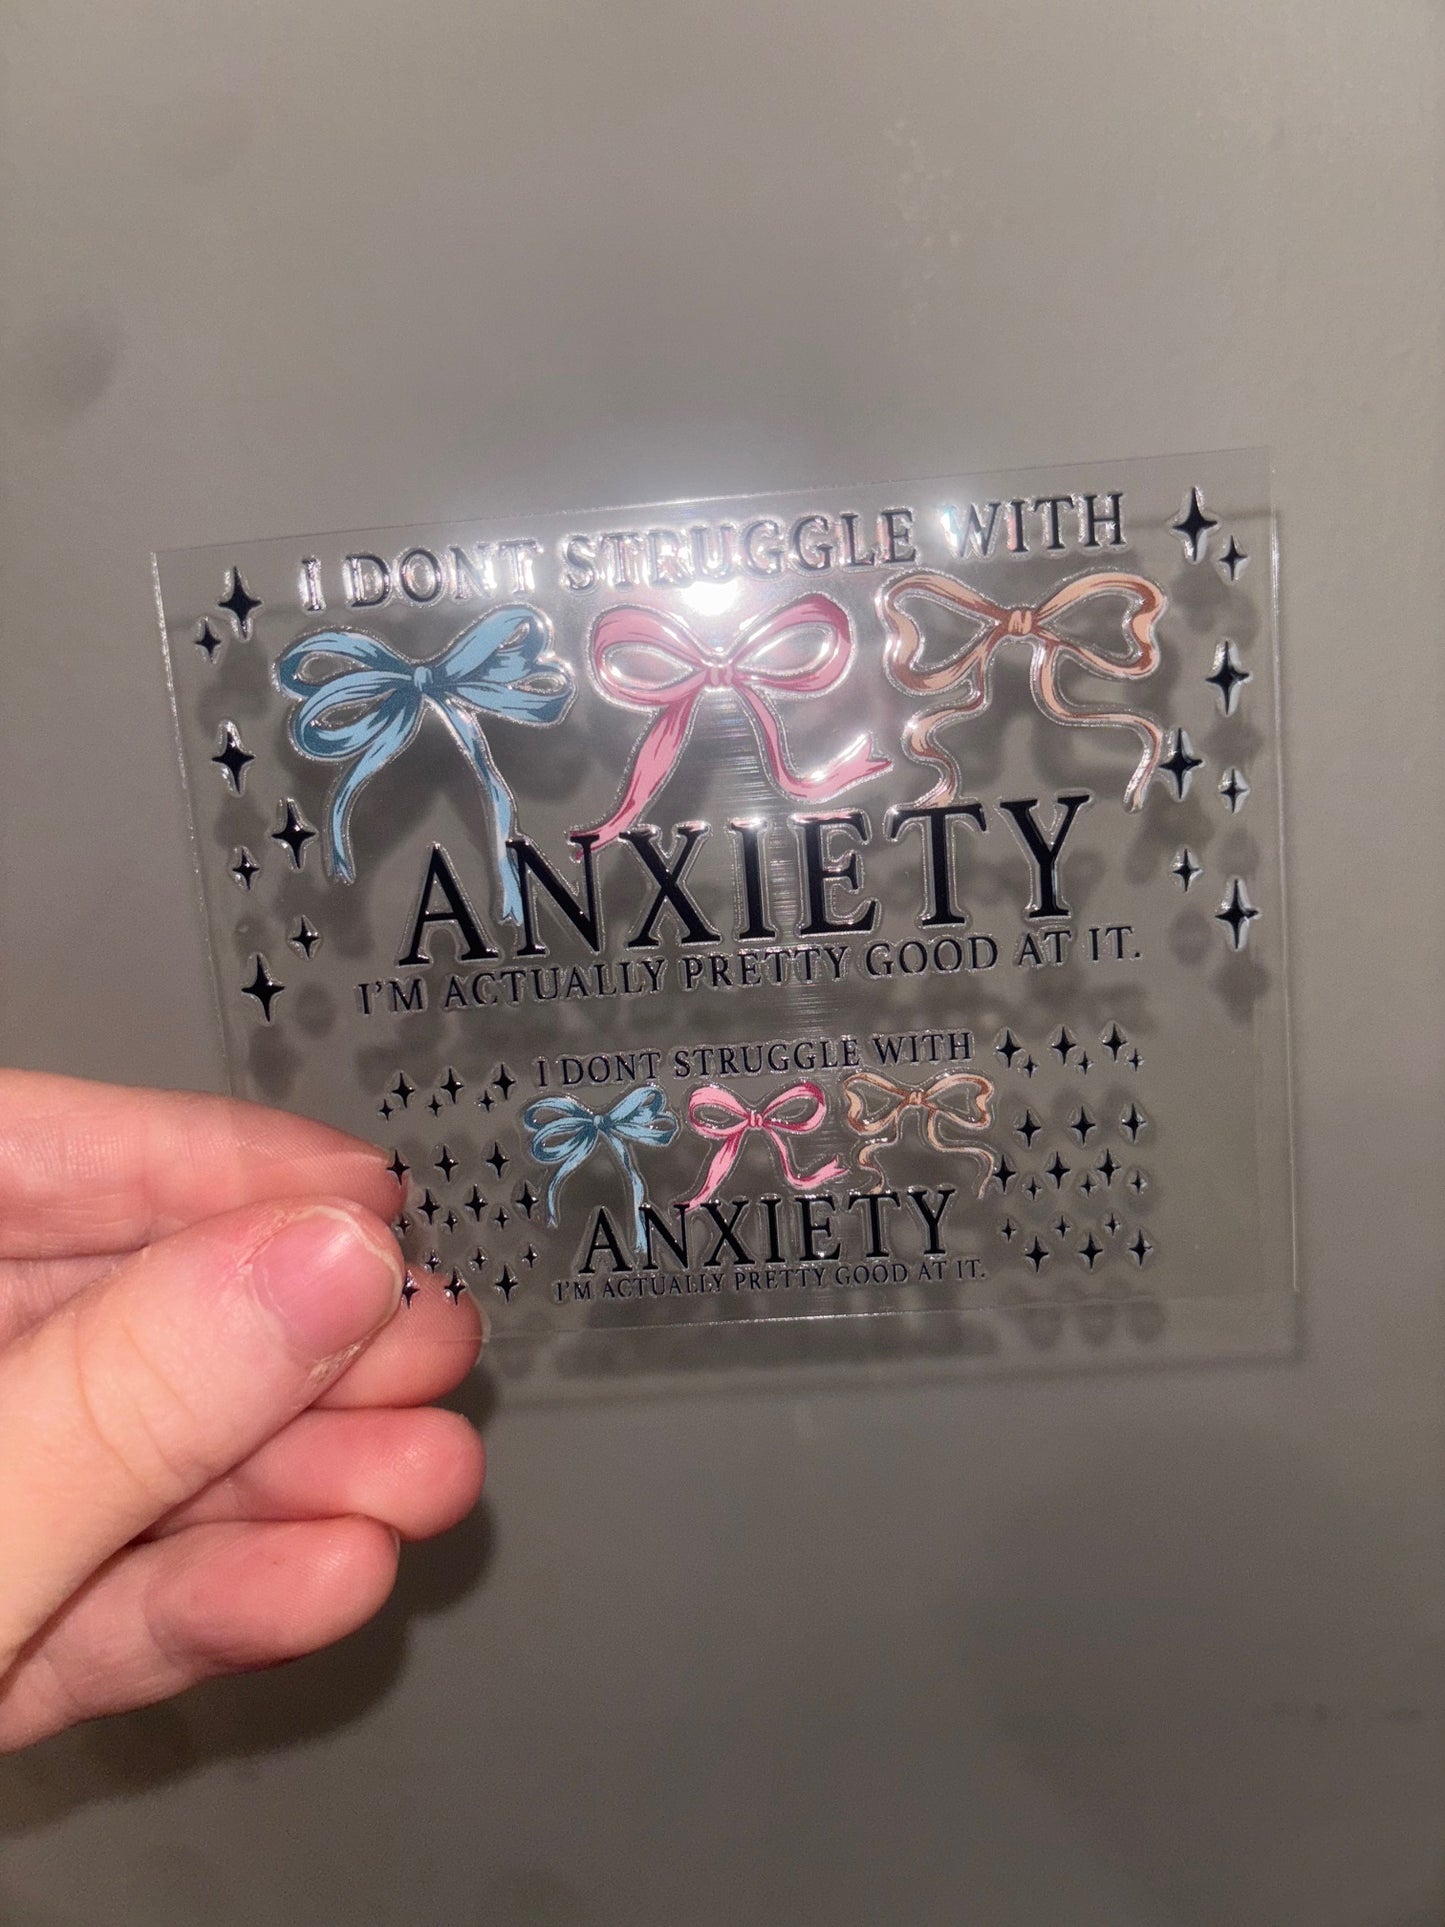 I DONT STRUGGLE WITH
ANXIETY
I'M ACTUALLY PRETTY GOOD AT IT.
I DONT STRUGGLE WITH
ANXIETY
I'M ACTUALLY PRETTY GOOD AT IT.